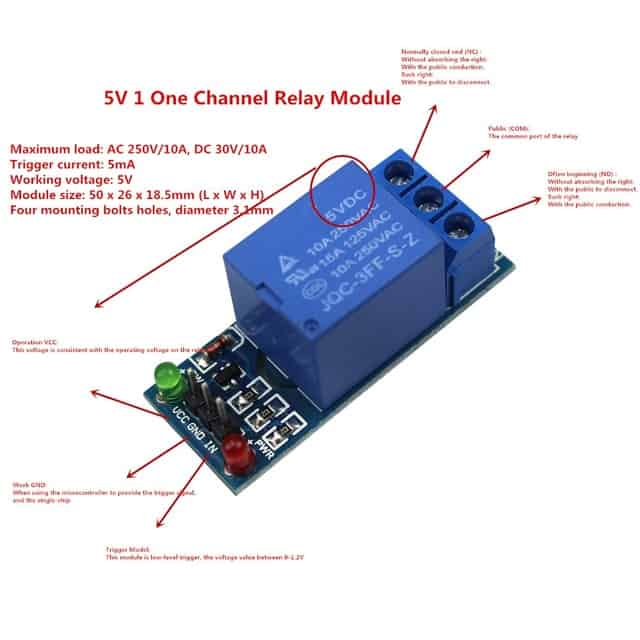 Normally closed end (NC) :
Without absorbing the right:
With the public conduction.
Suck right:
With the public to disconnect.
5V 1 One Channel Relay Module
Public (COM):
The common port of the relay
Maximum load: AC 250V/10A, DC 30V/10A
Trigger current: 5mA
Working voltage: 5V
Module size: 50 x 26 x 18.5mm (L x W x H)
Four mounting bolts holes, diameter 3.1mm
Often beginning (NO) :
Without absorbing the right:
With the public to disconnect.
Suck right:
With the public conduction.
5VDC
10A 250VAC
15A 125VAC
10A 250VAC
JQC-3FF-S-Z
Operation VCC:
This voltage is consistent with the operating voltage on the
VCC GND IN
PWR
Work GND:
When using the microcontroller to provide the trigger signal,
and the single-chip
Trigger Model:
This module is low-level trigger, the voltage value between 0-1.2V